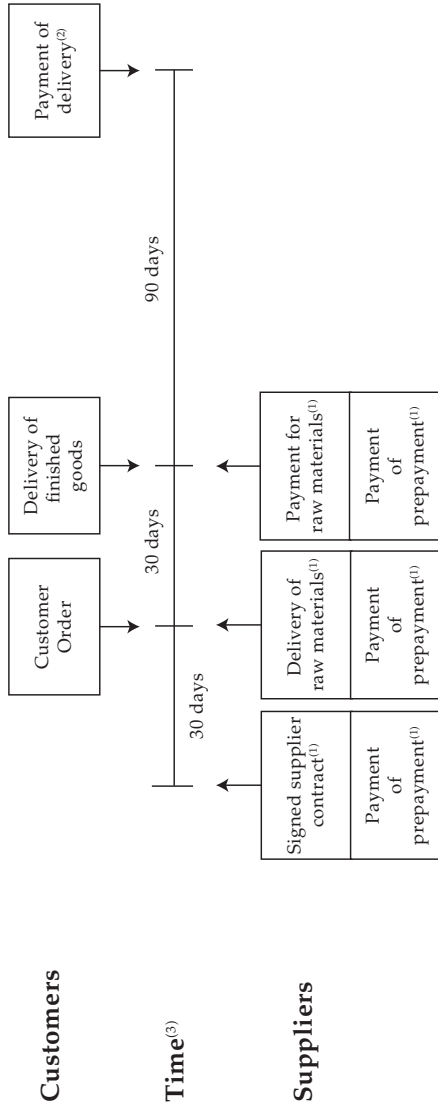 Customers
Customer
Order
Delivery of
finished
goods
Payment of
delivery(2)
Time(3)
30 days
30 days
90 days
Suppliers
Signed supplier
contract(1)
Payment
of
prepayment(1)
Delivery of
raw materials(1)
Payment
of
prepayment(1)
Payment for
raw materials(1)
Payment
of
prepayment(1)